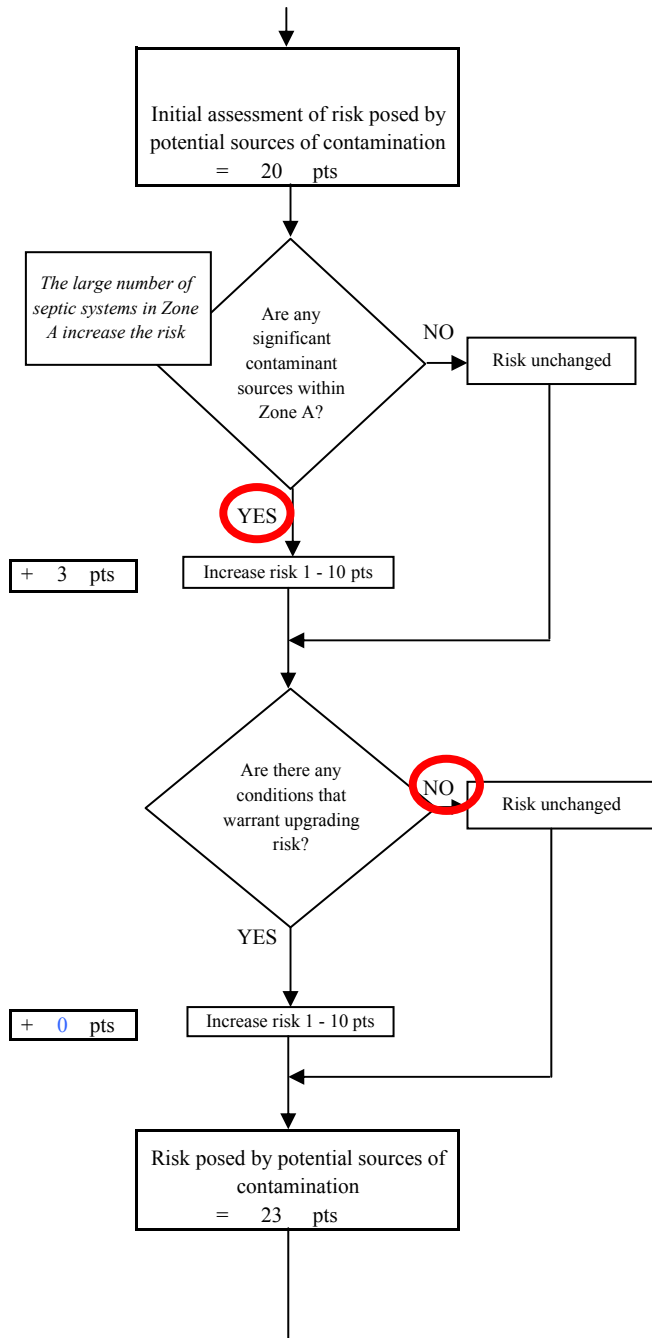 Initial assessment of risk posed by
potential sources of contamination
= 20 pts
The large number of
septic systems in Zone
A increase the risk
Are any
significant
contaminant
sources within
Zone A?
NO
Risk unchanged
YES
+ 3 pts
Increase risk 1 - 10 pts
Are there any
conditions that
warrant upgrading
risk?
NO
Risk unchanged
YES
+ 0 pts
Increase risk 1 - 10 pts
Risk posed by potential sources of
contamination
= 23 pts